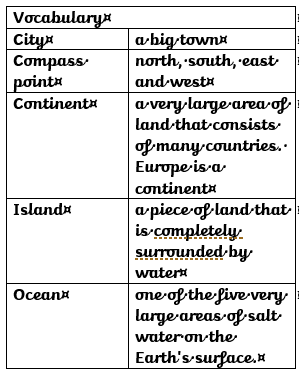 Vocabulary
City
a big town
Compass point
north, south, east
and west
Continent
a very large area of
land that consists
of many countries.
Europe is a
continent
Island
a piece of land that
is completely
surrounded by
water
Ocean
one of the five very
large areas of salt
water on the
Earth's surface.